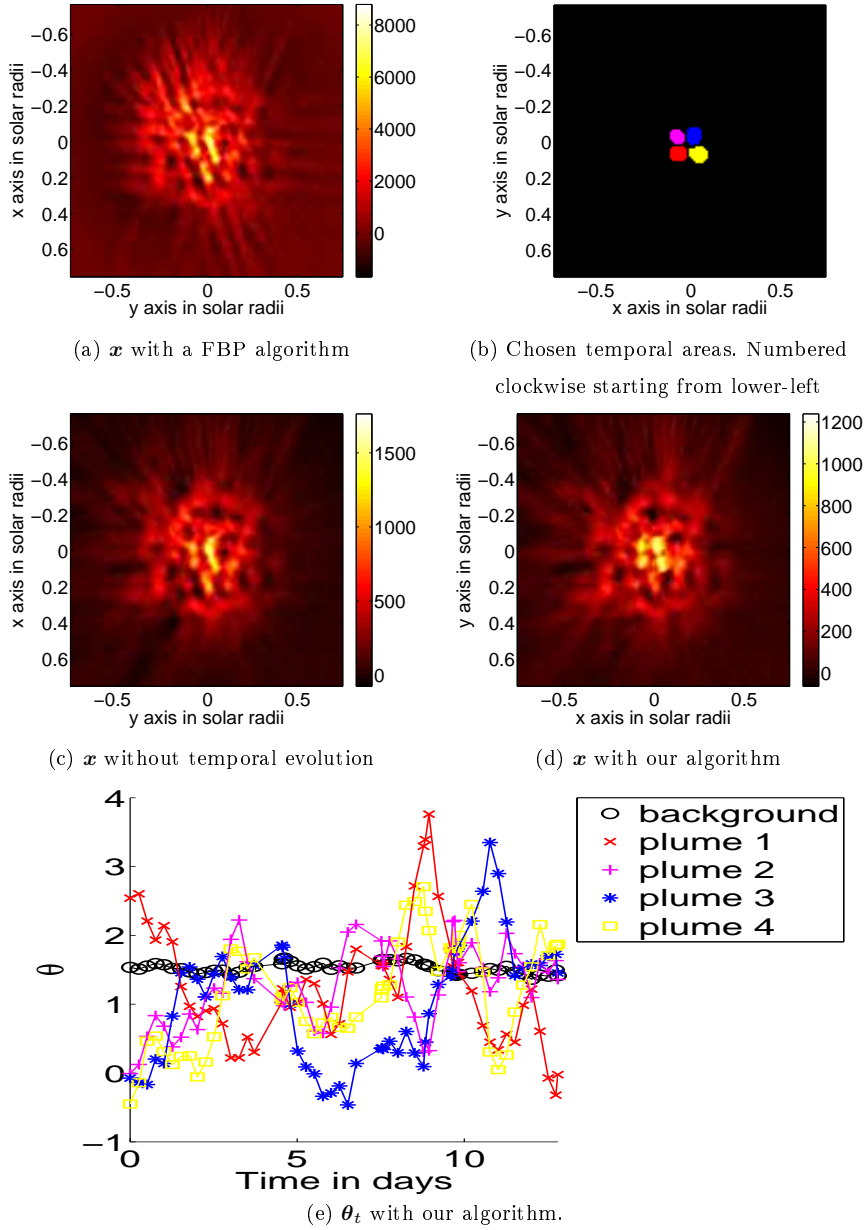 -0.6
-0.4
-0.2
0
0.2
0.4
0.6
x axis in solar radii
-0.5 0 0.5
y axis in solar radii
8000
6000
4000
2000
0
(a) x with a FBP algorithm
-0.6
-0.4
-0.2
0
0.2
0.4
0.6
y axis in solar radii
-0.5 0 0.5
x axis in solar radii
(b) Chosen temporal areas. Numbered
clockwise starting from lower-left
-0.6
-0.4
-0.2
0
0.2
0.4
0.6
x axis in solar radii
-0.5 0 0.5
y axis in solar radii
1500
1000
500
0
(c) x without temporal evolution
-0.6
-0.4
-0.2
0
0.2
0.4
0.6
y axis in solar radii
-0.5 0 0.5
x axis in solar radii
1200
1000
800
600
400
200
0
(d) x with our algorithm
4
3
2
1
0
-1
θ
0 5 10
Time in days
background
plume 1
plume 2
plume 3
plume 4
(e) θt with our algorithm.